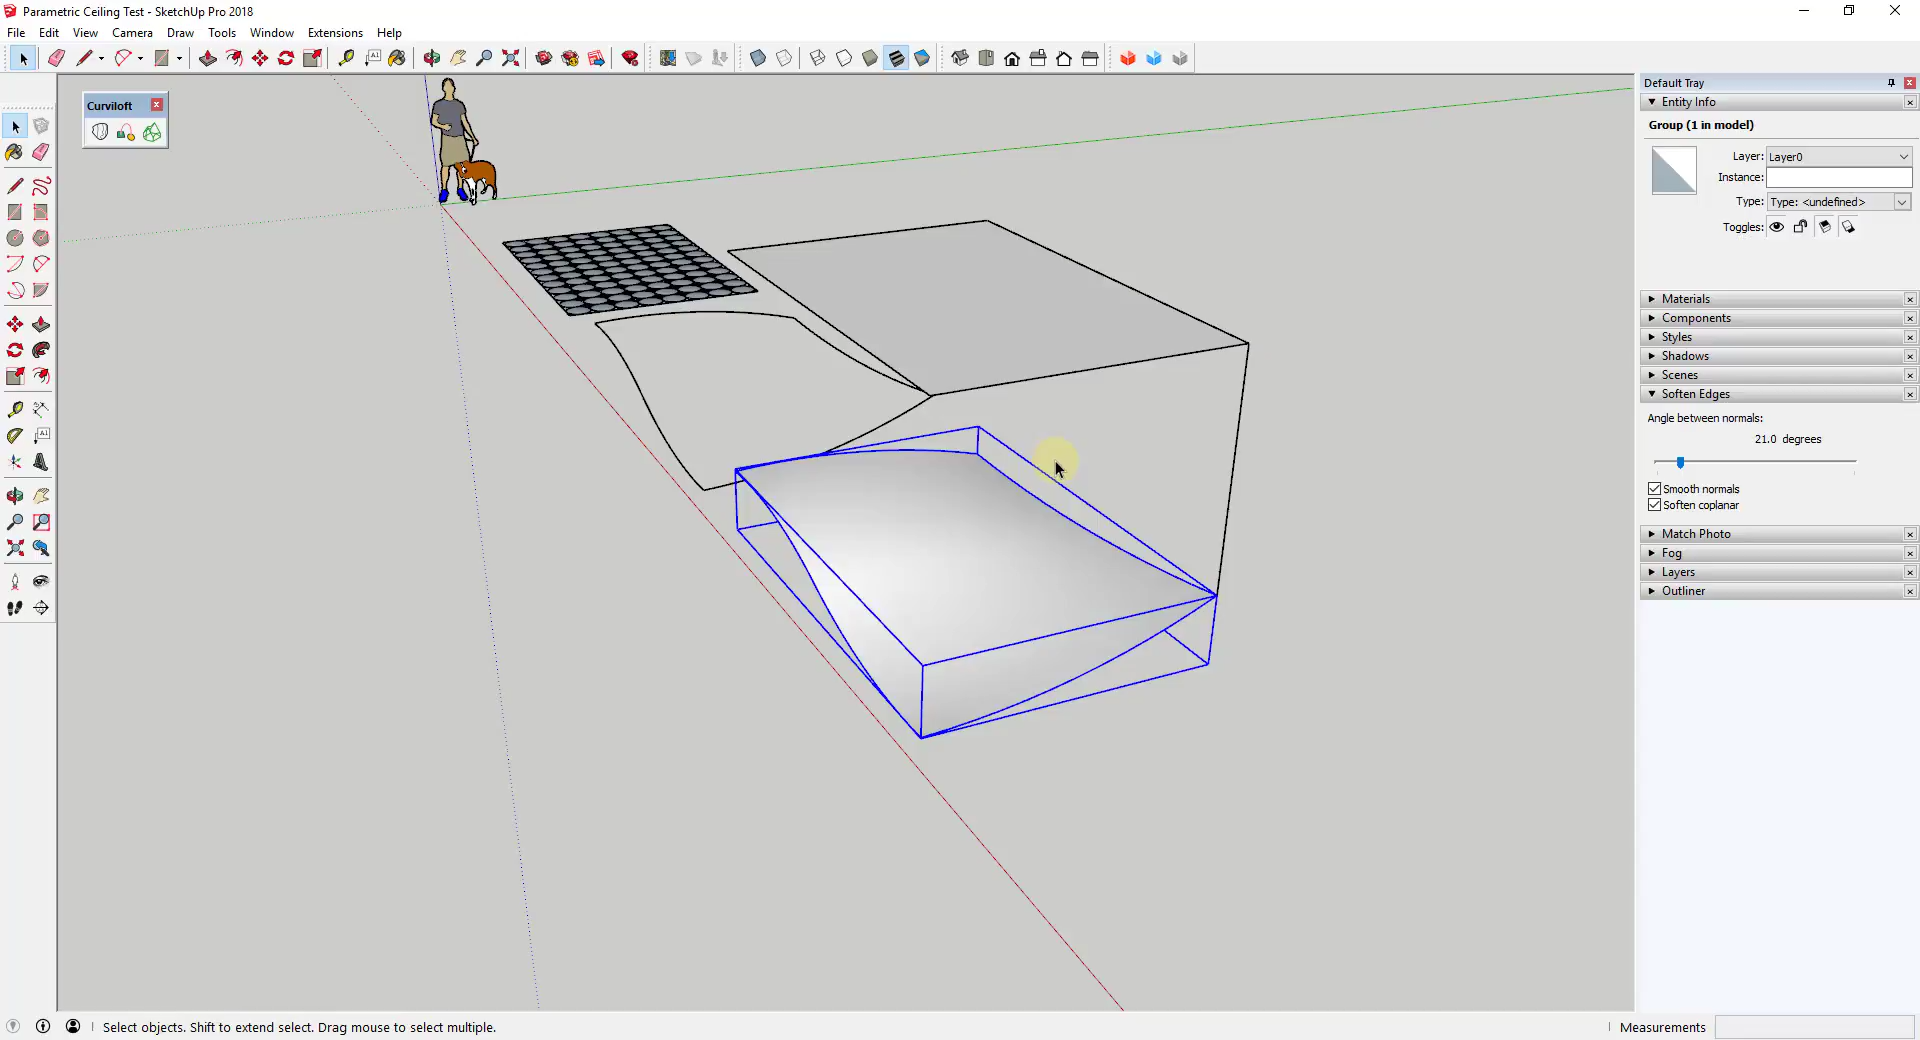 Parametric Ceiling Test - SketchUp Pro 2018
File Edit View Camera Draw Tools Window Extensions Help
Curviloft
Default Tray
Entity Info
Group (1 in model)
Layer: Layer0
Instance:
Type: Type: <undefined>
Toggles:
Materials
Components
Styles
Shadows
Scenes
Soften Edges
Angle between normals:
21.0 degrees
Smooth normals
Soften coplanar
Match Photo
Fog
Layers
Outliner
Select objects. Shift to extend select. Drag mouse to select multiple.
Measurements